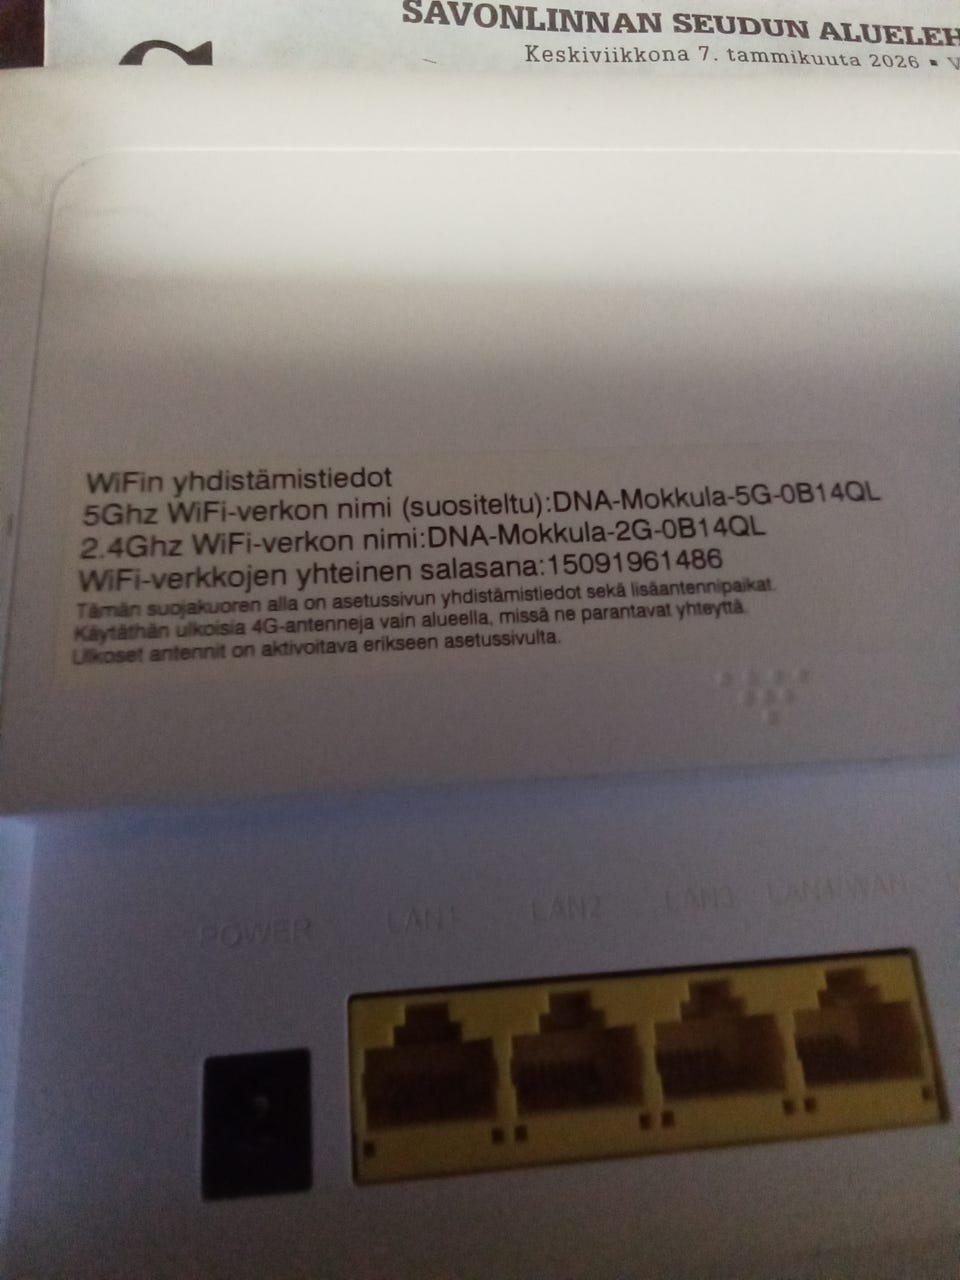 SAVONLINNAN SEUDUN ALUELEH
Keskiviikkona 7. tammikuuta 2026 ▪ V
WiFin yhdistämistiedot
5Ghz WiFi-verkon nimi (suositeltu):DNA-Mokkula-5G-0B14QL
2.4Ghz WiFi-verkon nimi:DNA-Mokkula-2G-0B14QL
WiFi-verkkojen yhteinen salasana:15091961486
Tämän suojakuoren alla on asetussivun yhdistämistiedot sekä lisäantennipaikat.
Käytäthän ulkoisia 4G-antenneja vain alueella, missä ne parantavat yhteyttä.
Ulkoset antennit on aktivoitava erikseen asetussivulta.
POWER LAN1 LAN2 LAN3 LAN4/WAN